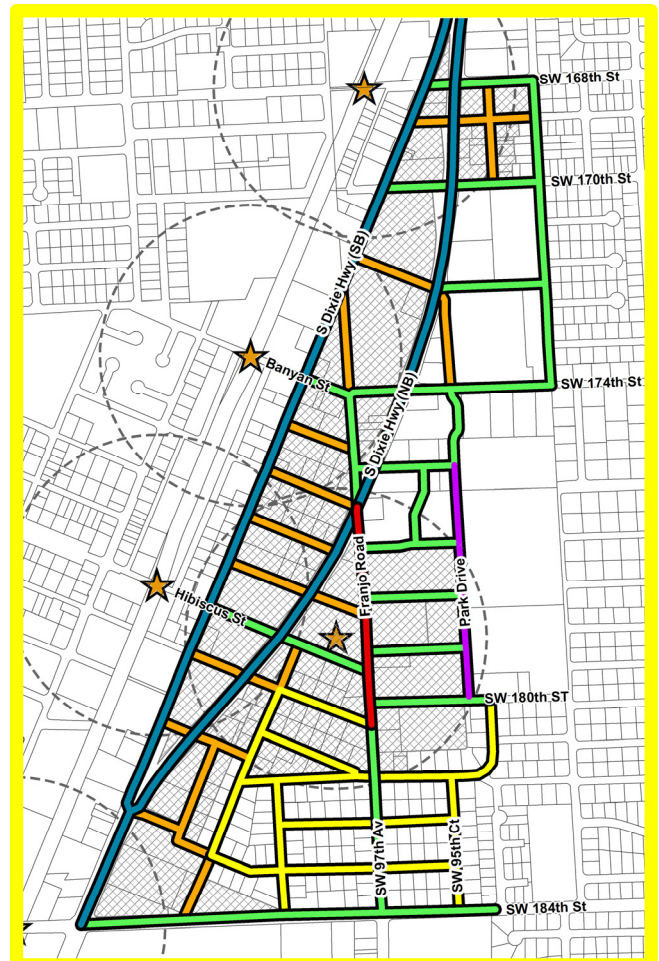 SW 168th St
SW 170th St
S Dixie Hwy (SB)
Banyan St
SW 174th St
S Dixie Hwy (NB)
Franjo Road
Park Drive
Hibiscus St
SW 180th ST
SW 97th Av
SW 95th Ct
SW 184th St